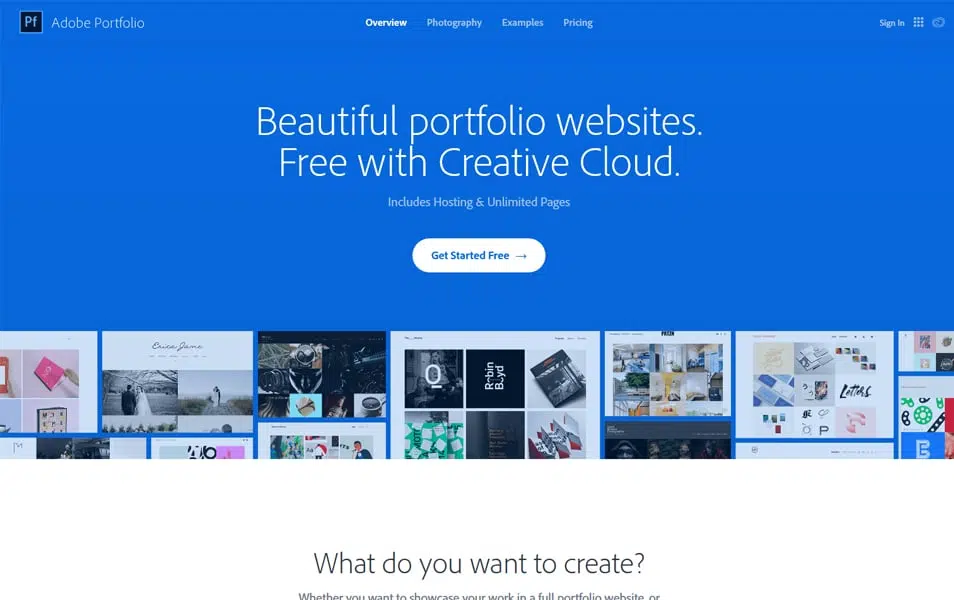 Pf Adobe Portfolio
Overview Photography Examples Pricing
Sign In
Beautiful portfolio websites.
Free with Creative Cloud.
Includes Hosting & Unlimited Pages
Get Started Free →
Erica Jane
Robin
Boyd
Letters.
What do you want to create?
Whether you want to showcase your work in a full portfolio website, or